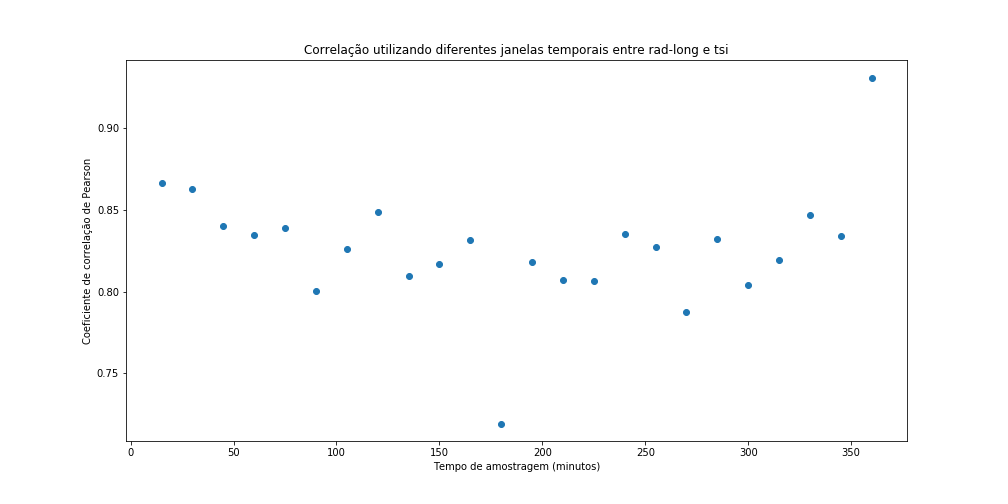 Correlação utilizando diferentes janelas temporais entre rad-long e tsi
Coeficiente de correlação de Pearson
0.90
0.85
0.80
0.75
0 50 100 150 200 250 300 350
Tempo de amostragem (minutos)